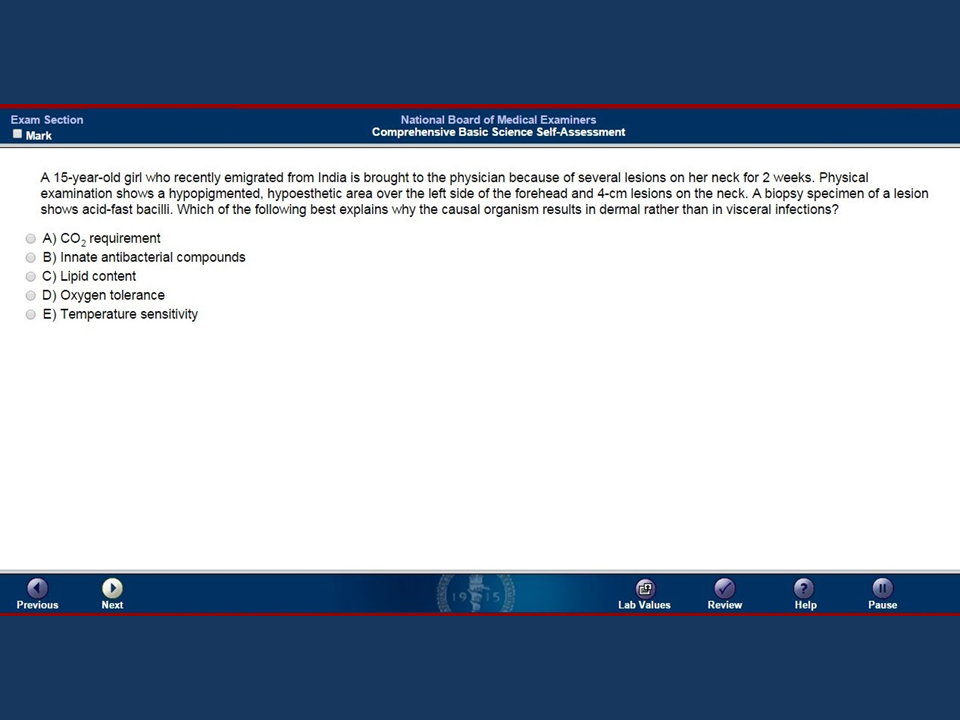 Exam Section
Mark
National Board of Medical Examiners
Comprehensive Basic Science Self-Assessment
A 15-year-old girl who recently emigrated from India is brought to the physician because of several lesions on her neck for 2 weeks. Physical
examination shows a hypopigmented, hypoesthetic area over the left side of the forehead and 4-cm lesions on the neck. A biopsy specimen of a lesion
shows acid-fast bacilli. Which of the following best explains why the causal organism results in dermal rather than in visceral infections?
A) CO₂ requirement
B) Innate antibacterial compounds
C) Lipid content
D) Oxygen tolerance
E) Temperature sensitivity
1915
Previous
Next
Lab Values
Review
Help
Pause